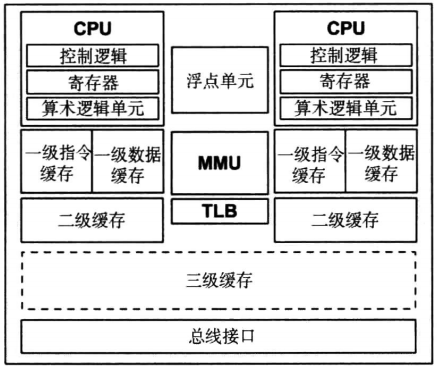 CPU
控制逻辑
寄存器
算术逻辑单元
一级指令
缓存
一级数据
缓存
二级缓存
浮点单元
MMU
TLB
CPU
控制逻辑
寄存器
算术逻辑单元
一级指令
缓存
一级数据
缓存
二级缓存
三级缓存
总线接口